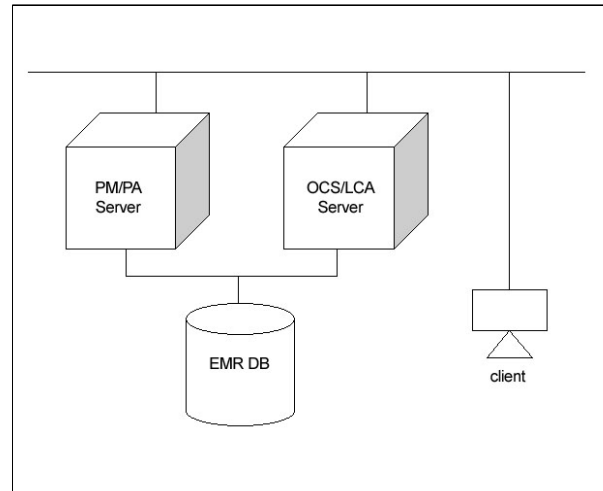 PM/PA
Server
OCS/LCA
Server
EMR DB
client